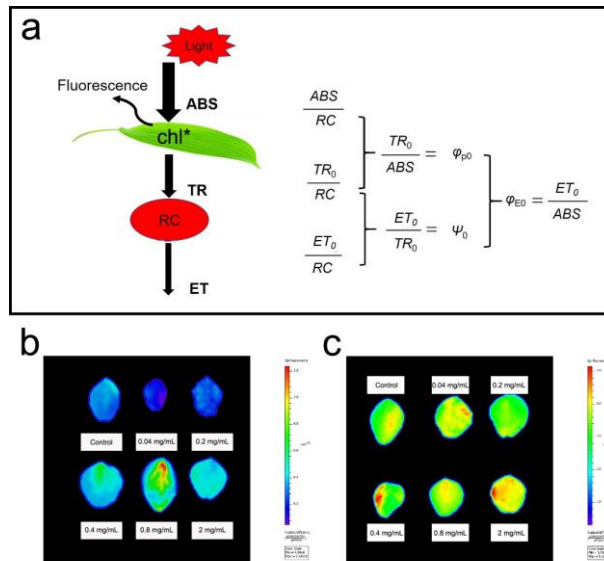 a
Light
Fluorescence
ABS
chl*
TR
RC
ET
ABS
RC
TR₀
RC
ET₀
RC
TR₀
ABS
= φp0
ET₀
TR₀
= Ψ₀
φE0 = ET₀
ABS
b
Control 0.04 mg/mL 0.2 mg/mL
0.4 mg/mL 0.8 mg/mL 2 mg/mL
c
Control 0.04 mg/mL 0.2 mg/mL
0.4 mg/mL 0.8 mg/mL 2 mg/mL